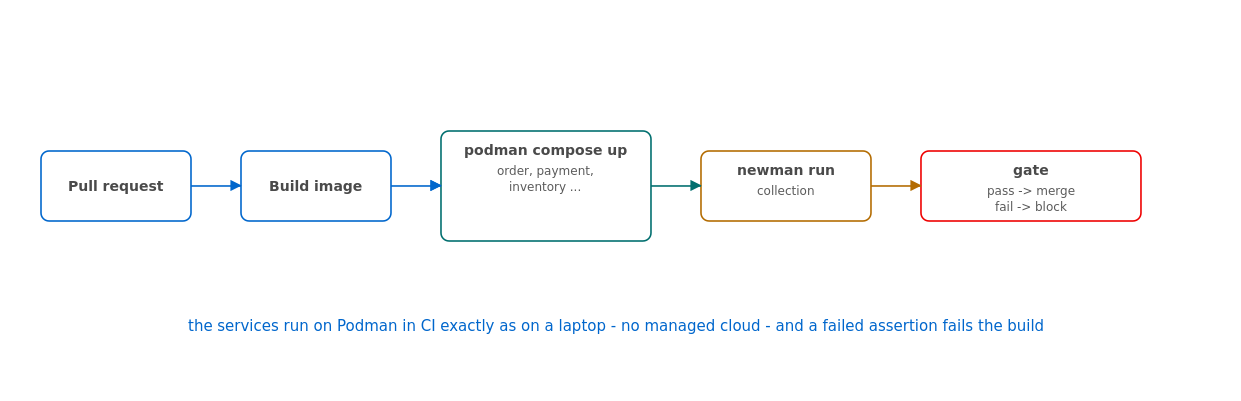 Pull request
Build image
podman compose up
order, payment,
inventory ...
newman run
collection
gate
pass -> merge
fail -> block
the services run on Podman in CI exactly as on a laptop - no managed cloud - and a failed assertion fails the build